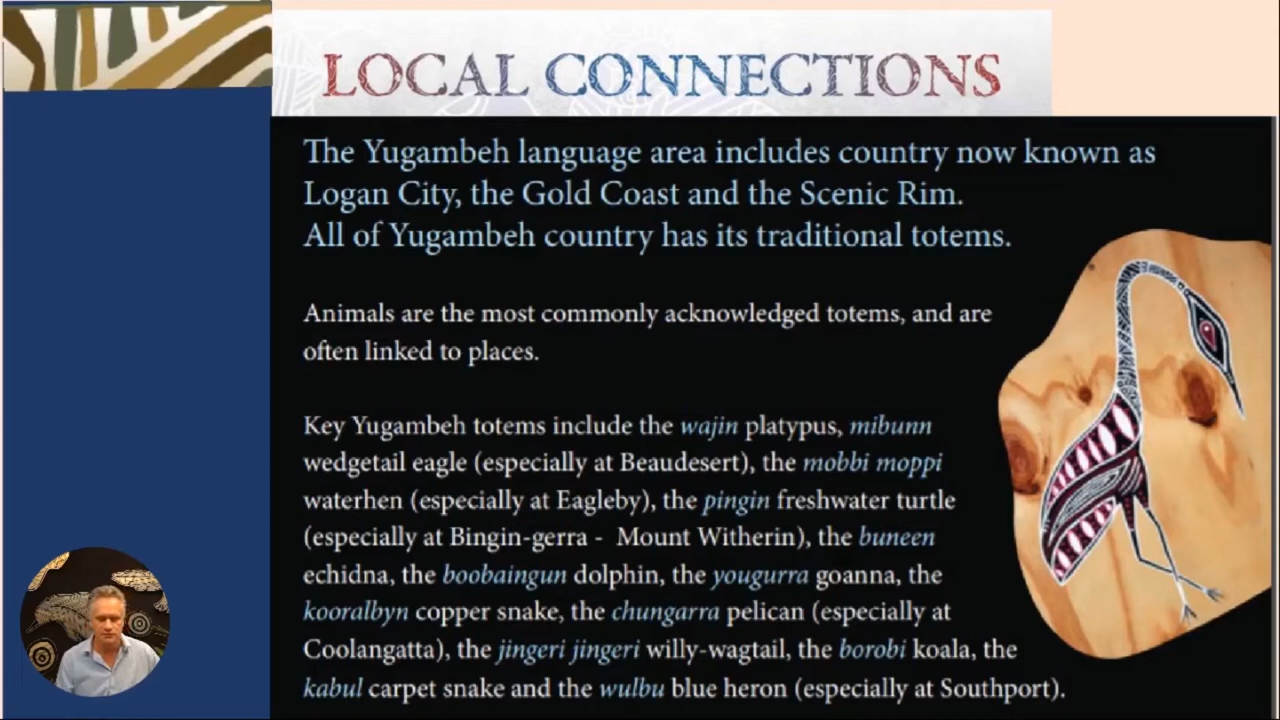 LOCAL CONNECTIONS
The Yugambeh language area includes country now known as
Logan City, the Gold Coast and the Scenic Rim.
All of Yugambeh country has its traditional totems.
Animals are the most commonly acknowledged totems, and are
often linked to places.
Key Yugambeh totems include the wajin platypus, mibunn
wedgetail eagle (especially at Beaudesert), the mobbi moppi
waterhen (especially at Eagleby), the pingin freshwater turtle
(especially at Bingin-gerra - Mount Witherin), the buneen
echidna, the boobaingun dolphin, the yougurra goanna, the
kooralbyn copper snake, the chungarra pelican (especially at
Coolangatta), the jingeri jingeri willy-wagtail, the borobi koala, the
kabul carpet snake and the wulbu blue heron (especially at Southport).